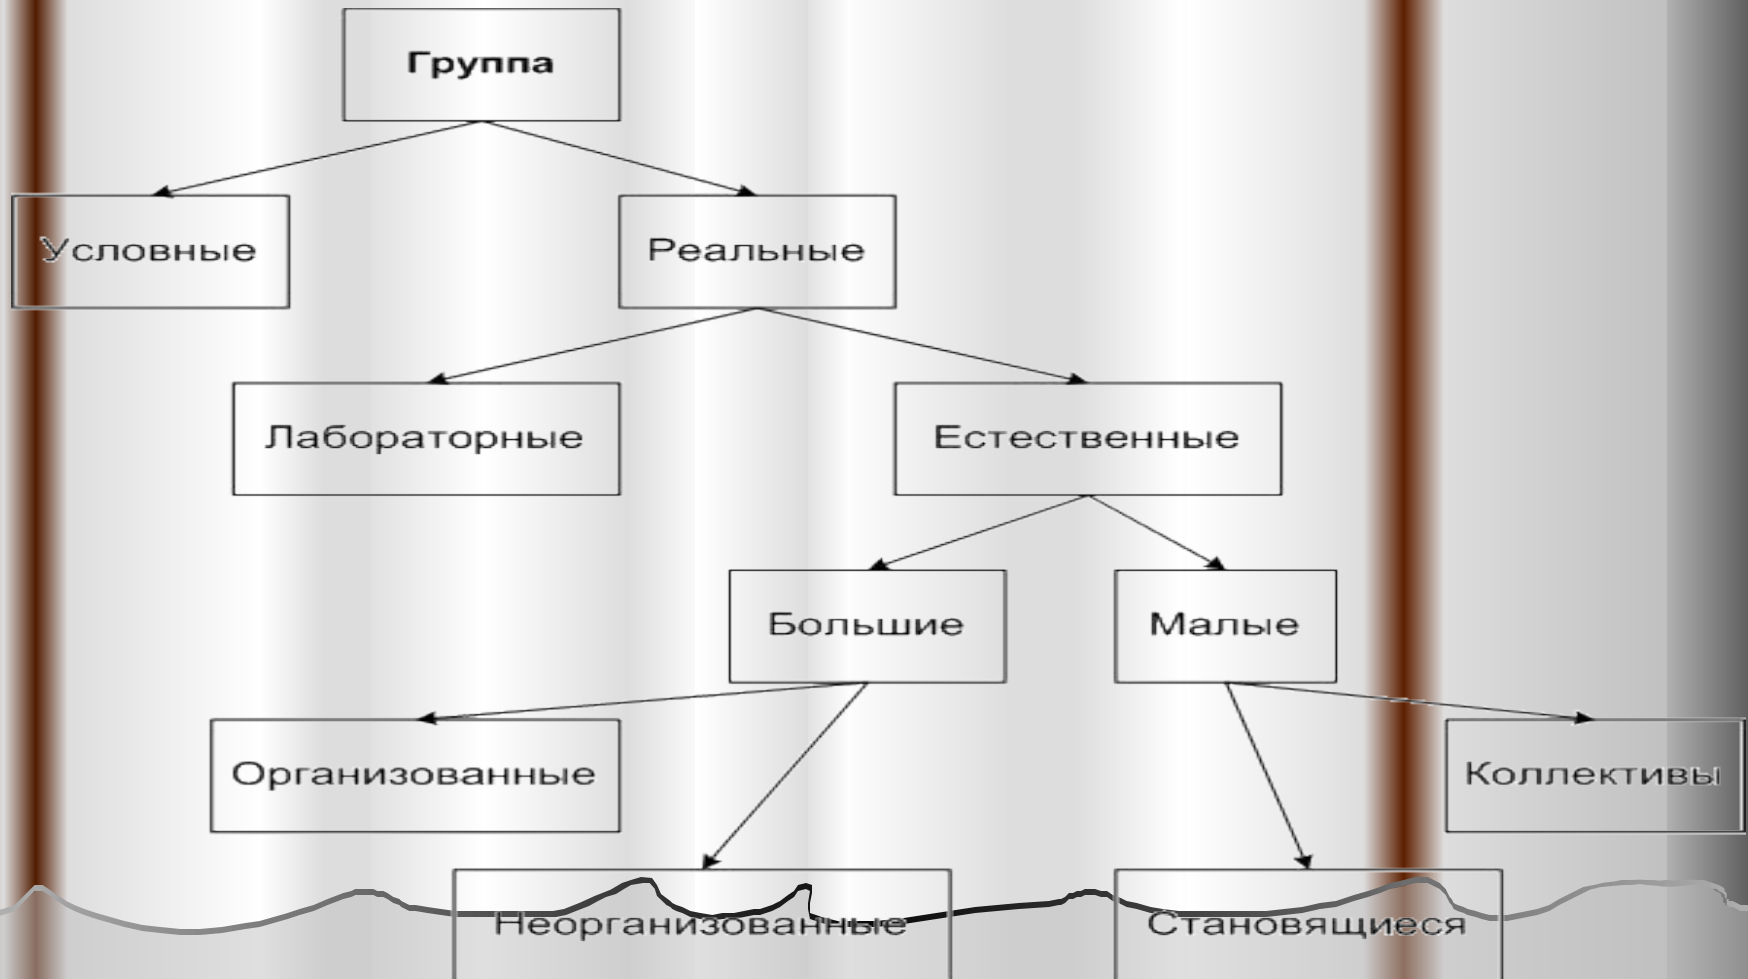 Группа
Условные
Реальные
Лабораторные
Естественные
Большие
Малые
Организованные
Коллективы
Неорганизованные
Становящиеся